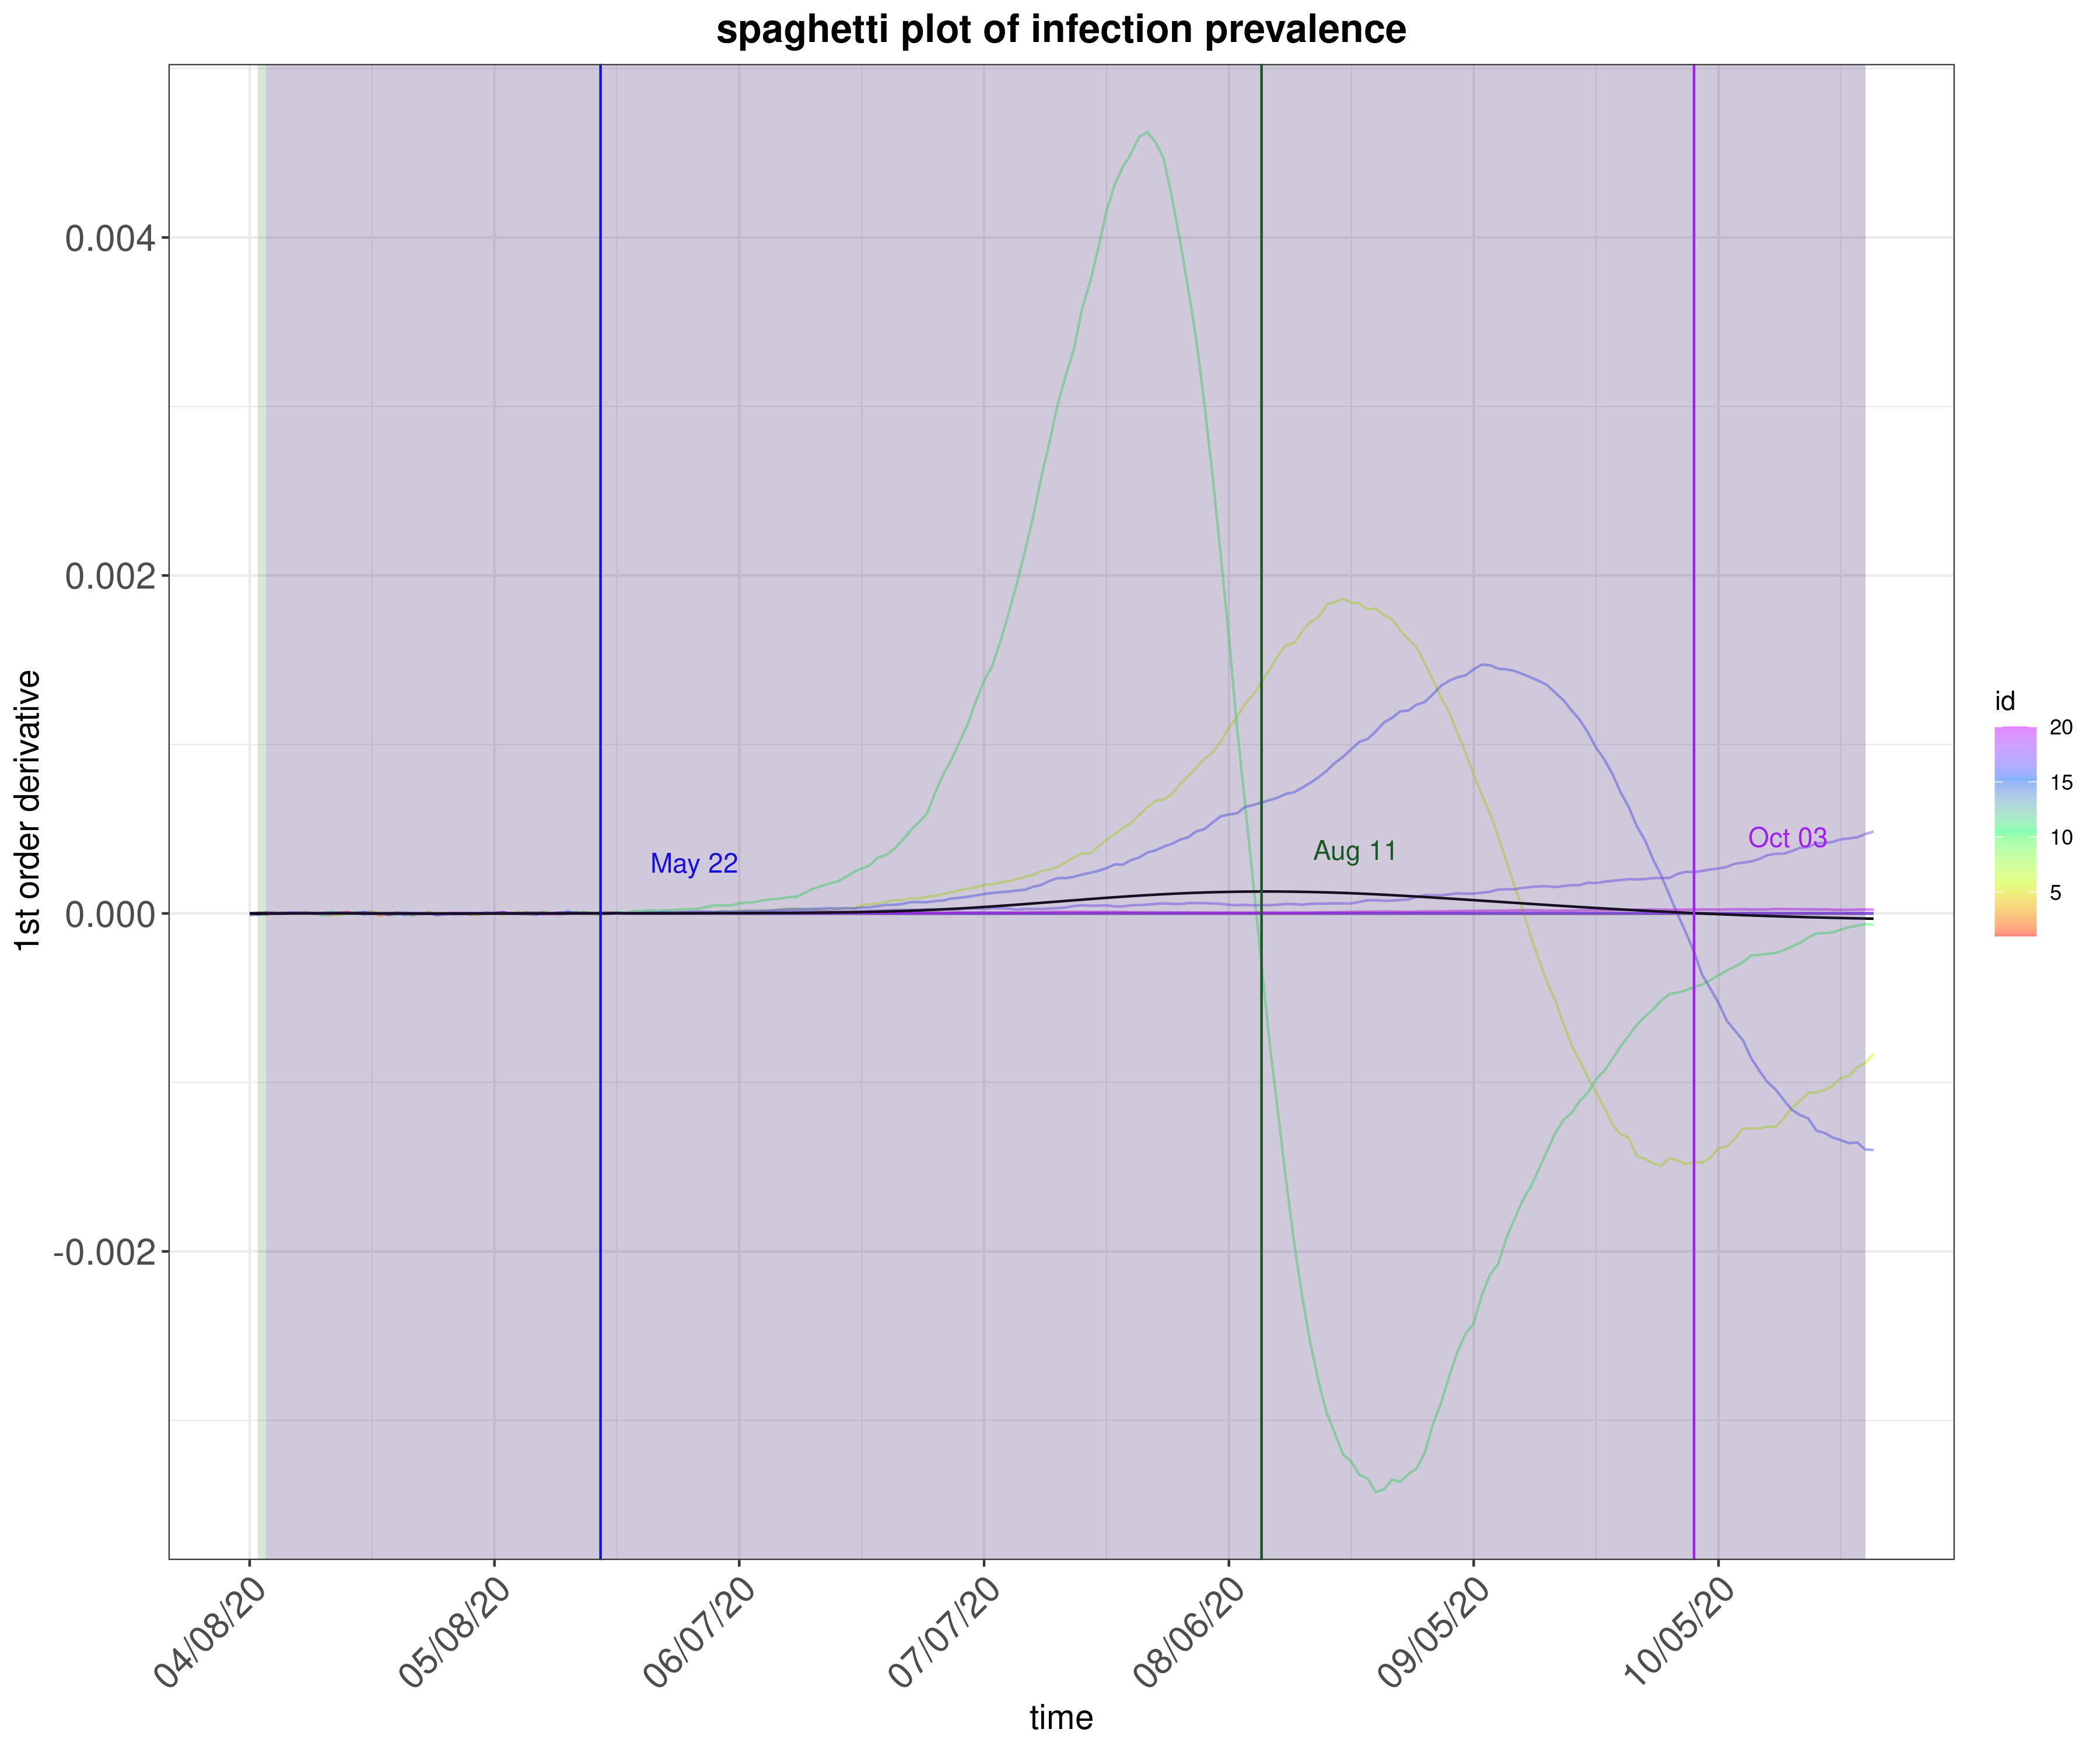 spaghetti plot of infection prevalence
1st order derivative
0.004
0.002
0.000
-0.002
May 22
Aug 11
Oct 03
id
20
15
10
5
04/08/20
05/08/20
06/07/20
07/07/20
08/06/20
09/05/20
10/05/20
time